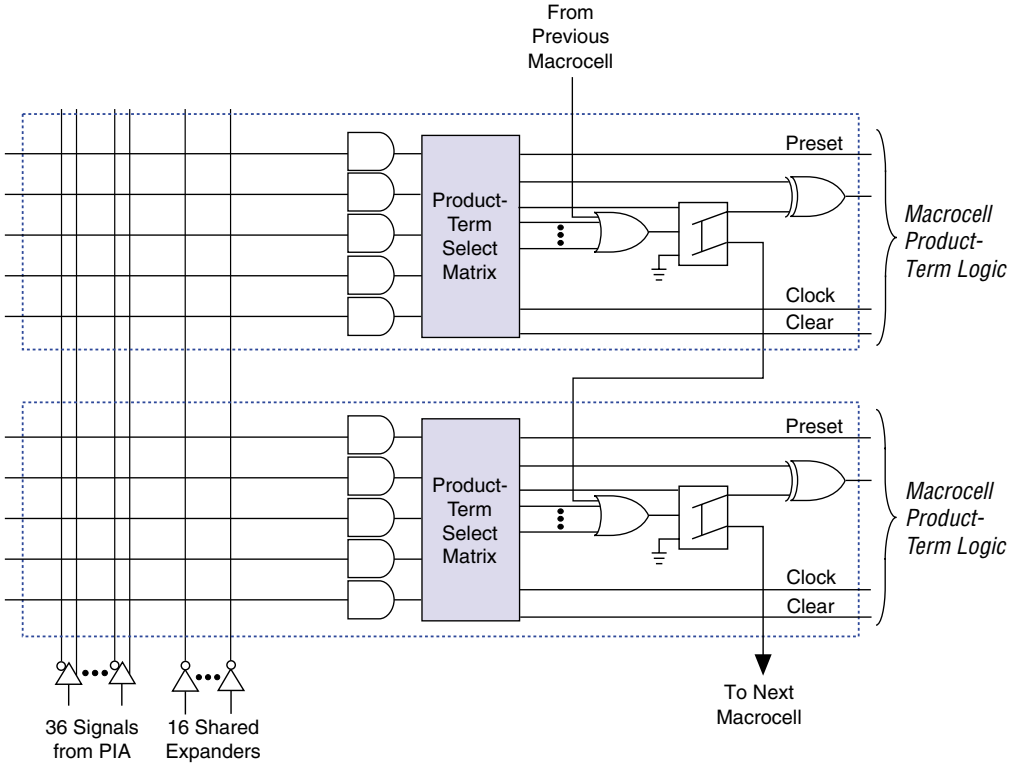 From
Previous
Macrocell
Preset
Product-
Term
Select
Matrix
Macrocell
Product-
Term Logic
Clock
Clear
Preset
Product-
Term
Select
Matrix
Macrocell
Product-
Term Logic
Clock
Clear
To Next
Macrocell
36 Signals
from PIA
16 Shared
Expanders